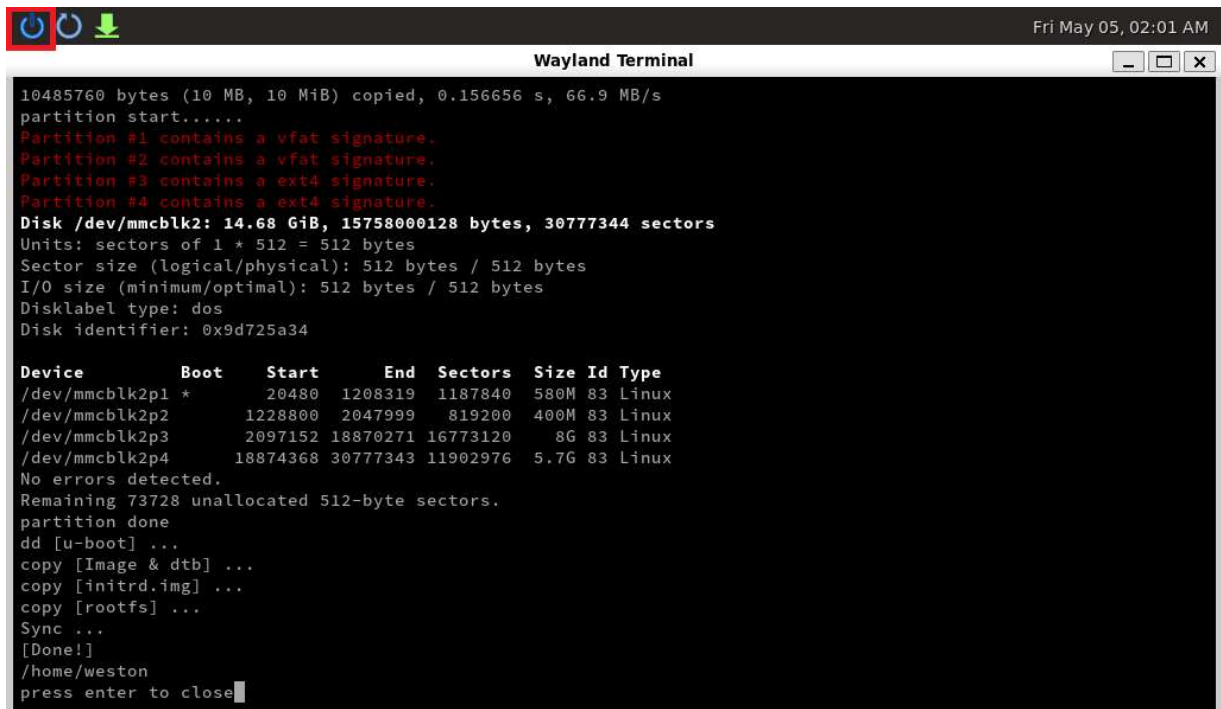 Fri May 05, 02:01 AM
Wayland Terminal
10485760 bytes (10 MB, 10 MiB) copied, 0.156656 s, 66.9 MB/s
partition start......
Partition #1 contains a vfat signature.
Partition #2 contains a vfat signature.
Partition #3 contains a ext4 signature.
Partition #4 contains a ext4 signature.
Disk /dev/mmcblk2: 14.68 GiB, 15758000128 bytes, 30777344 sectors
Units: sectors of 1 * 512 = 512 bytes
Sector size (logical/physical): 512 bytes / 512 bytes
I/O size (minimum/optimal): 512 bytes / 512 bytes
Disklabel type: dos
Disk identifier: 0x9d725a34
Device Boot Start End Sectors Size Id Type
/dev/mmcblk2p1 * 20480 1208319 1187840 580M 83 Linux
/dev/mmcblk2p2 1228800 2047999 819200 400M 83 Linux
/dev/mmcblk2p3 2097152 18870271 16773120 8G 83 Linux
/dev/mmcblk2p4 18874368 30777343 11902976 5.7G 83 Linux
No errors detected.
Remaining 73728 unallocated 512-byte sectors.
partition done
dd [u-boot] ...
copy [Image & dtb] ...
copy [initrd.img] ...
copy [rootfs] ...
Sync ...
[Done!]
/home/weston
press enter to close